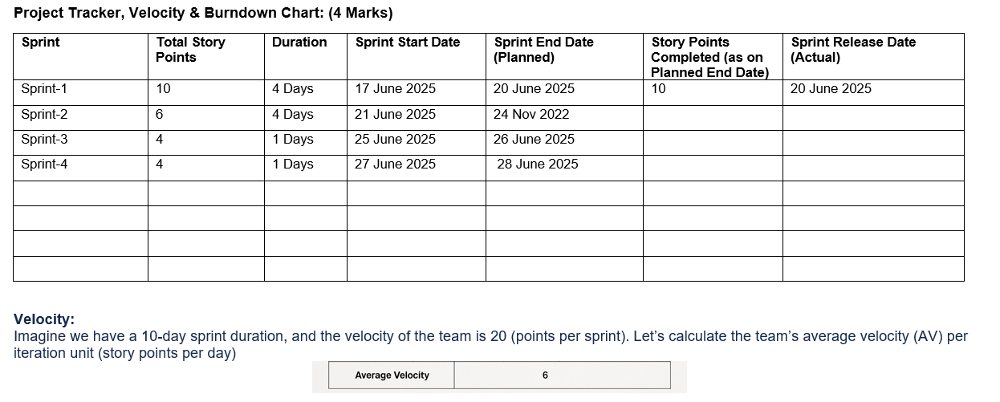 Project Tracker, Velocity & Burndown Chart: (4 Marks)
Sprint Total Story Points Duration Sprint Start Date Sprint End Date (Planned) Story Points Completed (as on Planned End Date) Sprint Release Date (Actual)
Sprint-1 10 4 Days 17 June 2025 20 June 2025 10 20 June 2025
Sprint-2 6 4 Days 21 June 2025 24 Nov 2022
Sprint-3 4 1 Days 25 June 2025 26 June 2025
Sprint-4 4 1 Days 27 June 2025 28 June 2025
Velocity:
Imagine we have a 10-day sprint duration, and the velocity of the team is 20 (points per sprint). Let’s calculate the team’s average velocity (AV) per
iteration unit (story points per day)
Average Velocity 6